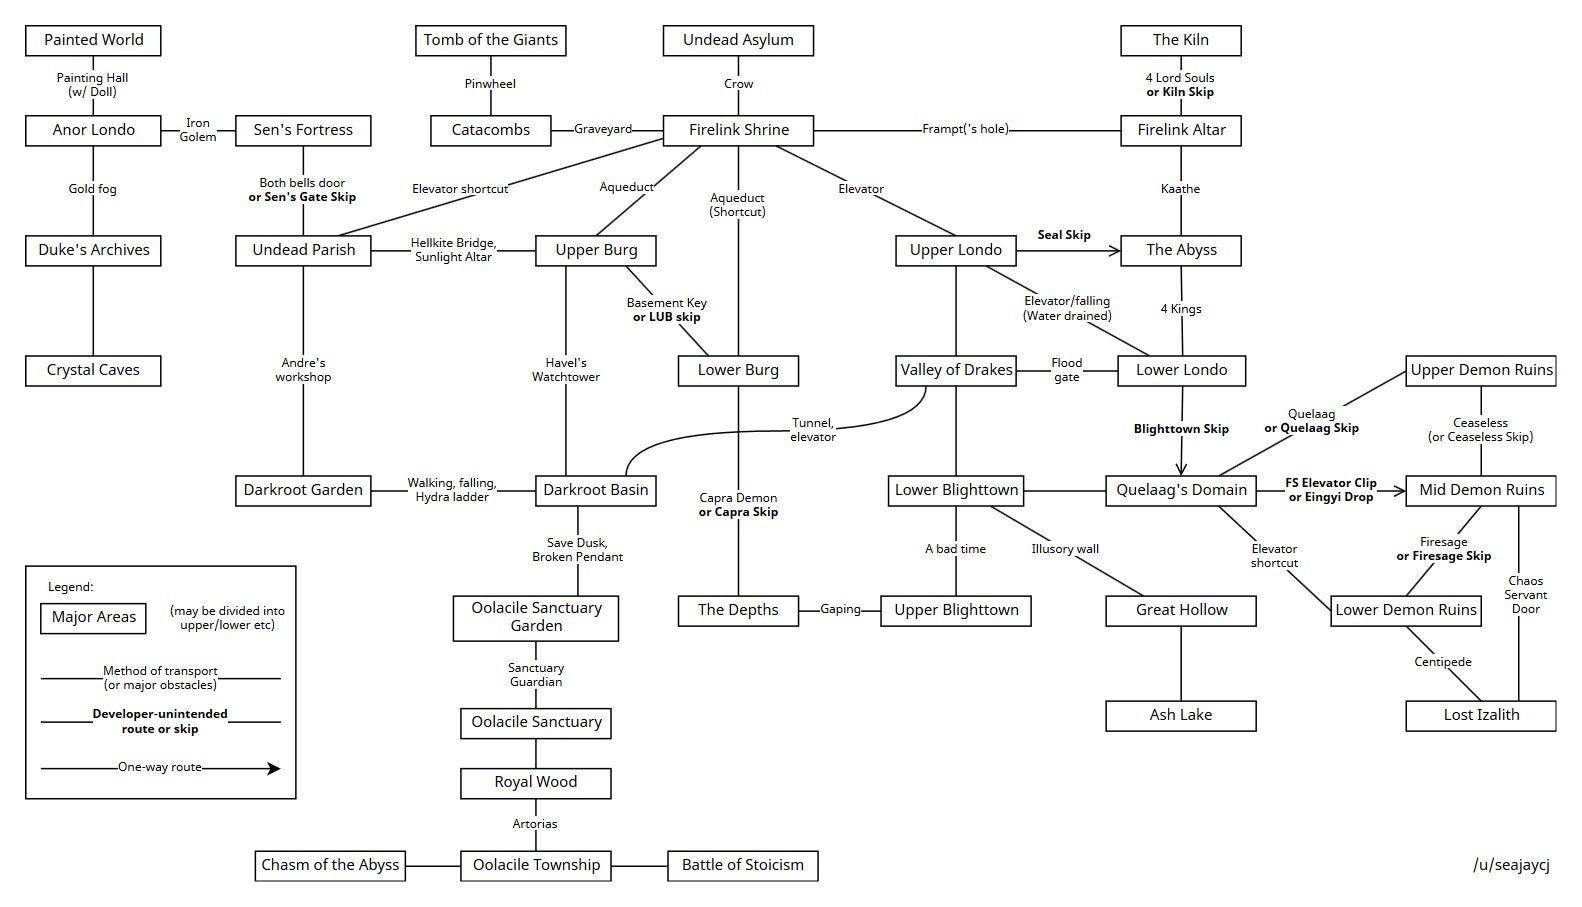 Painted World
Tomb of the Giants
Undead Asylum
The Kiln
Painting Hall
(w/ Doll)
Pinwheel
Crow
4 Lord Souls
or Kiln Skip
Anor Londo
Iron
Golem
Sen's Fortress
Catacombs
Graveyard
Firelink Shrine
Frampt('s hole)
Firelink Altar
Gold fog
Both bells door
or Sen's Gate Skip
Elevator shortcut
Aqueduct
Aqueduct
(Shortcut)
Elevator
Kaathe
Duke's Archives
Undead Parish
Hellkite Bridge,
Sunlight Altar
Upper Burg
Upper Londo
Seal Skip
The Abyss
Basement Key
or LUB skip
Elevator/falling
(Water drained)
4 Kings
Crystal Caves
Andre's
workshop
Havel's
Watchtower
Lower Burg
Valley of Drakes
Flood
gate
Lower Londo
Upper Demon Ruins
Tunnel,
elevator
Blighttown Skip
Quelaag
or Quelaag Skip
Ceaseless
(or Ceaseless Skip)
Darkroot Garden
Walking, falling,
Hydra ladder
Darkroot Basin
Capra Demon
or Capra Skip
Lower Blighttown
Quelaag's Domain
FS Elevator Clip
or Eingyi Drop
Mid Demon Ruins
Save Dusk,
Broken Pendant
A bad time
Illusory wall
Elevator
shortcut
Firesage
or Firesage Skip
Chaos
Servant
Door
Oolacile Sanctuary
Garden
The Depths
Gaping
Upper Blighttown
Great Hollow
Lower Demon Ruins
Sanctuary
Guardian
Centipede
Oolacile Sanctuary
Ash Lake
Lost Izalith
Royal Wood
Artorias
Chasm of the Abyss
Oolacile Township
Battle of Stoicism
Legend:
Major Areas
(may be divided into
upper/lower etc)
Method of transport
(or major obstacles)
Developer-unintended
route or skip
One-way route
/u/seajaycj